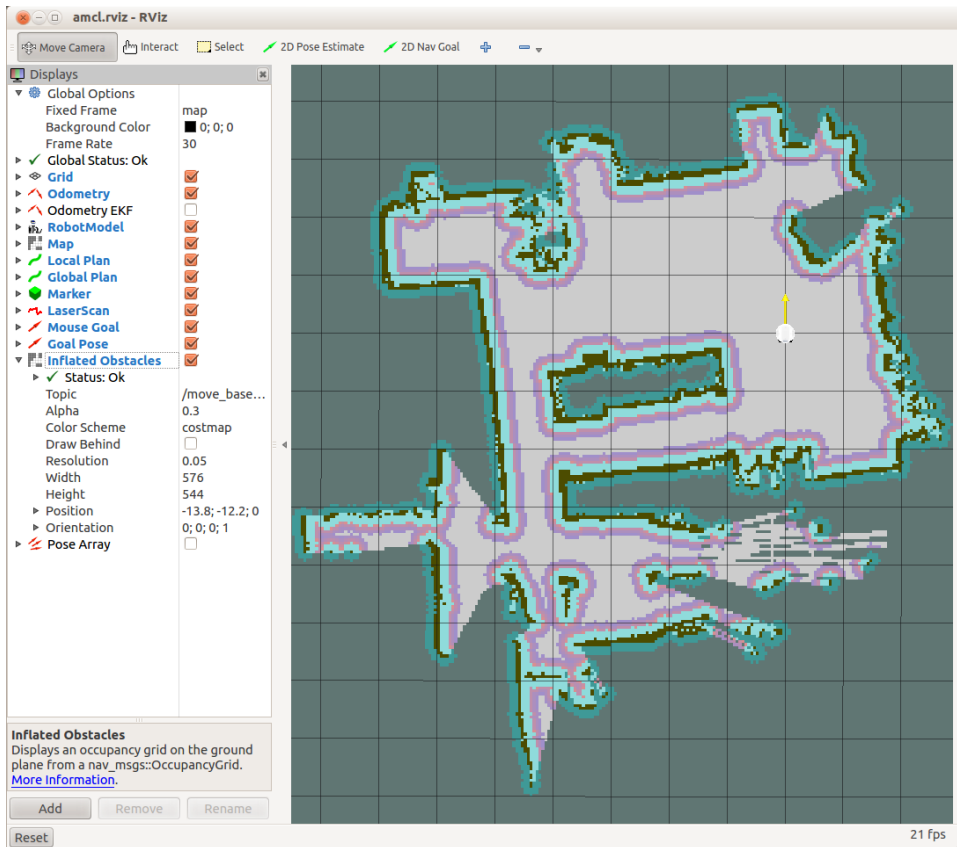 amcl.rviz - RViz
Move Camera Interact Select 2D Pose Estimate 2D Nav Goal
Displays
Global Options
Fixed Frame map
Background Color 0; 0; 0
Frame Rate 30
Global Status: Ok
Grid
Odometry
Odometry EKF
RobotModel
Map
Local Plan
Global Plan
Marker
LaserScan
Mouse Goal
Goal Pose
Inflated Obstacles
Status: Ok
Topic /move_base...
Alpha 0.3
Color Scheme costmap
Draw Behind
Resolution 0.05
Width 576
Height 544
Position -13.8; -12.2; 0
Orientation 0; 0; 0; 1
Pose Array
Inflated Obstacles
Displays an occupancy grid on the ground
plane from a nav_msgs::OccupancyGrid.
More Information.
Add Remove Rename
Reset 21 fps